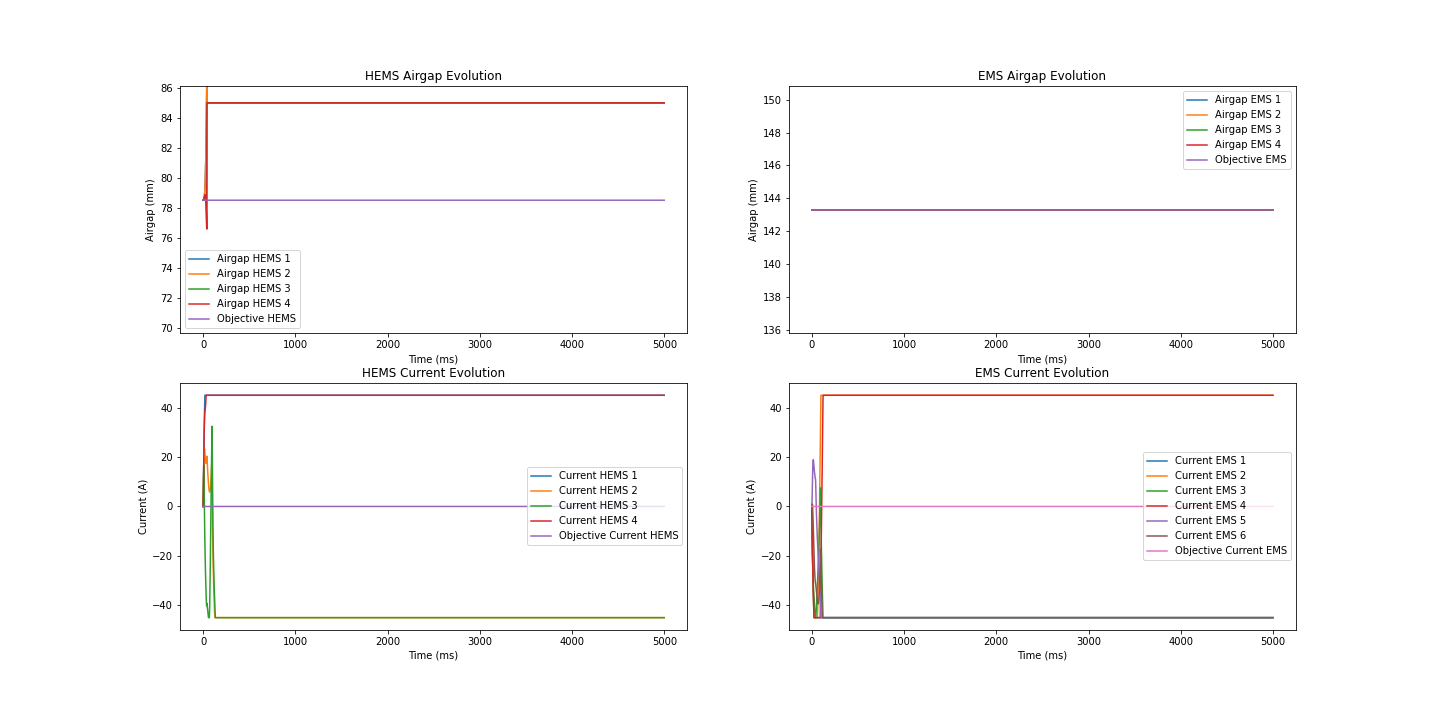 HEMS Airgap Evolution
86
84
82
80
78
76
74
72
70
Airgap (mm)
Airgap HEMS 1
Airgap HEMS 2
Airgap HEMS 3
Airgap HEMS 4
Objective HEMS
0 1000 2000 3000 4000 5000
Time (ms)
EMS Airgap Evolution
150
148
146
144
142
140
138
136
Airgap (mm)
Airgap EMS 1
Airgap EMS 2
Airgap EMS 3
Airgap EMS 4
Objective EMS
0 1000 2000 3000 4000 5000
Time (ms)
HEMS Current Evolution
40
20
0
−20
−40
Current (A)
Current HEMS 1
Current HEMS 2
Current HEMS 3
Current HEMS 4
Objective Current HEMS
0 1000 2000 3000 4000 5000
Time (ms)
EMS Current Evolution
40
20
0
−20
−40
Current (A)
Current EMS 1
Current EMS 2
Current EMS 3
Current EMS 4
Current EMS 5
Current EMS 6
Objective Current EMS
0 1000 2000 3000 4000 5000
Time (ms)